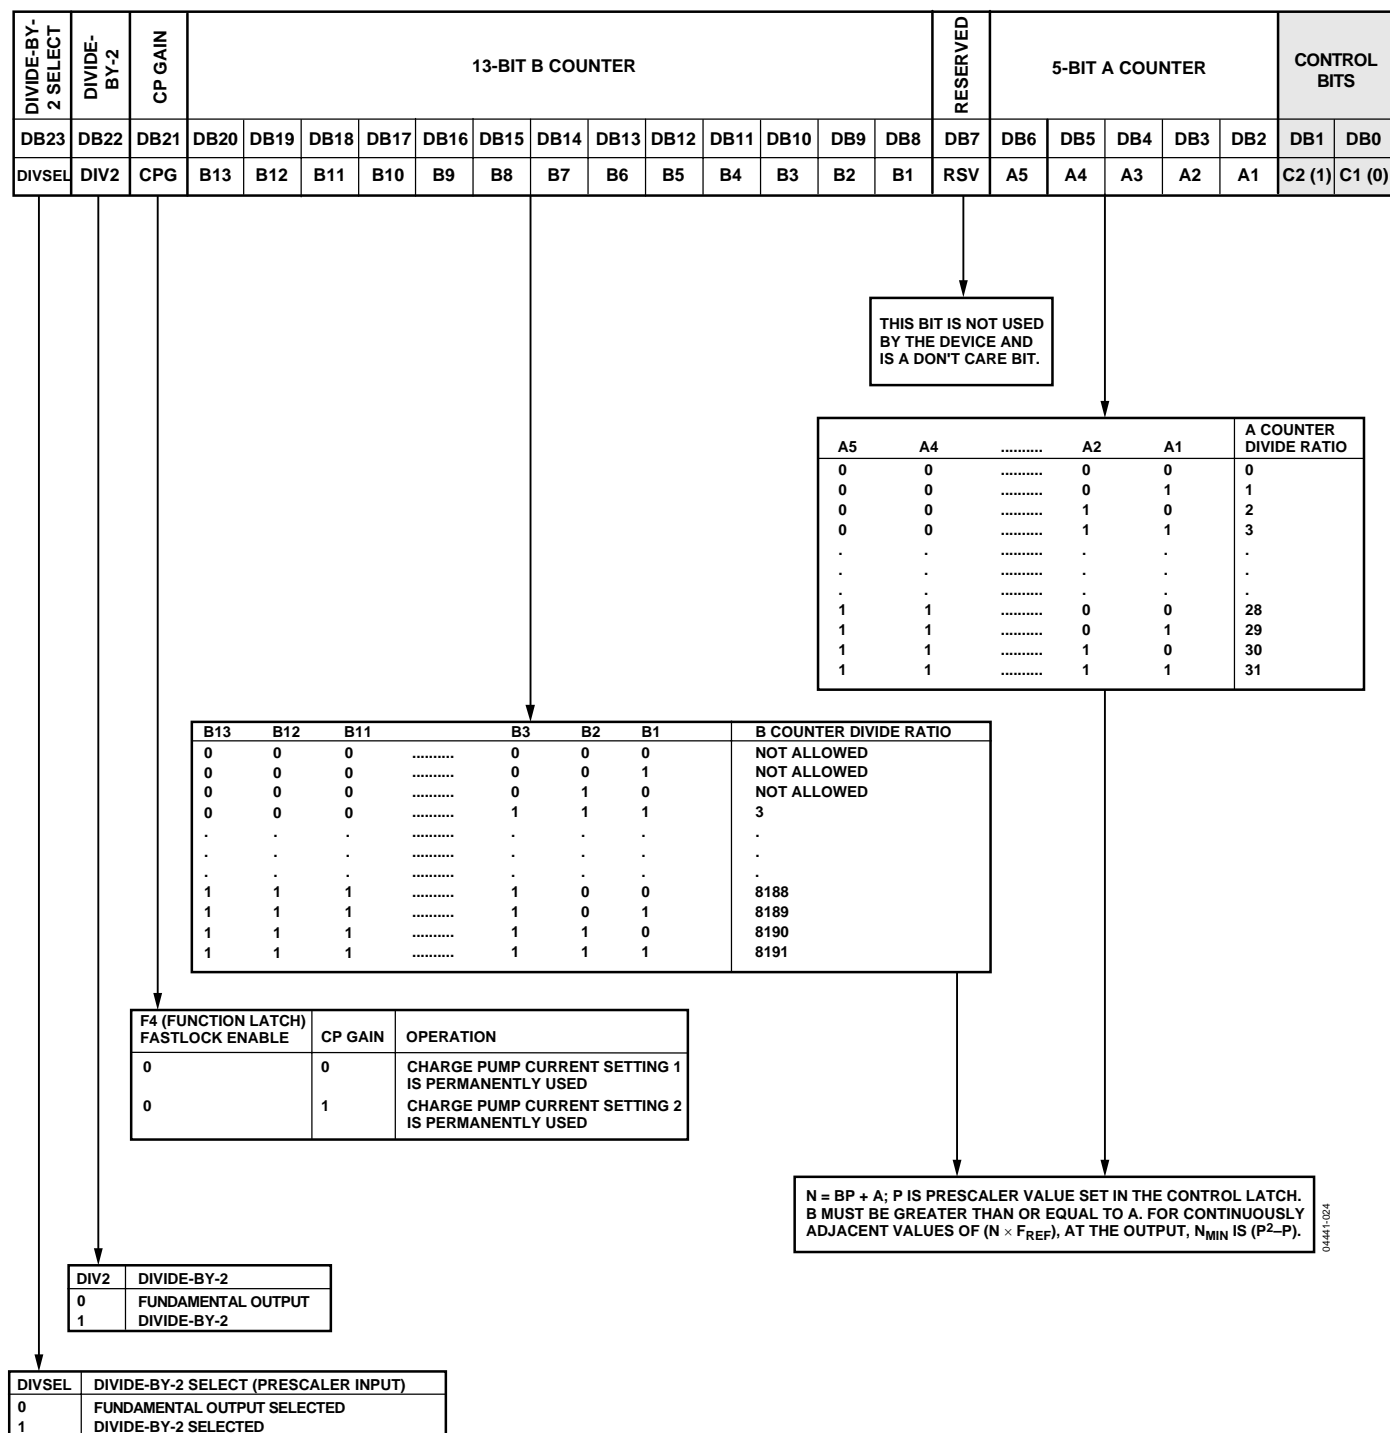 DIVIDE-BY-
2 SELECT
DIVIDE-
BY-2
CP GAIN
13-BIT B COUNTER
RESERVED
5-BIT A COUNTER
CONTROL
BITS
DB23 DB22 DB21 DB20 DB19 DB18 DB17 DB16 DB15 DB14 DB13 DB12 DB11 DB10 DB9 DB8 DB7 DB6 DB5 DB4 DB3 DB2 DB1 DB0
DIVSEL DIV2 CPG B13 B12 B11 B10 B9 B8 B7 B6 B5 B4 B3 B2 B1 RSV A5 A4 A3 A2 A1 C2 (1) C1 (0)
THIS BIT IS NOT USED
BY THE DEVICE AND
IS A DON'T CARE BIT.
A COUNTER
A5 A4 .......... A2 A1 DIVIDE RATIO
0 0 .......... 0 0 0
0 0 .......... 0 1 1
0 0 .......... 1 0 2
0 0 .......... 1 1 3
. . .......... . . .
. . .......... . . .
. . .......... . . .
1 1 .......... 0 0 28
1 1 .......... 0 1 29
1 1 .......... 1 0 30
1 1 .......... 1 1 31
B13 B12 B11 B3 B2 B1 B COUNTER DIVIDE RATIO
0 0 0 .......... 0 0 0 NOT ALLOWED
0 0 0 .......... 0 0 1 NOT ALLOWED
0 0 0 .......... 0 1 0 NOT ALLOWED
0 0 0 .......... 1 1 1 3
. . . .......... . . . .
. . . .......... . . . .
. . . .......... . . . .
1 1 1 .......... 1 0 0 8188
1 1 1 .......... 1 0 1 8189
1 1 1 .......... 1 1 0 8190
1 1 1 .......... 1 1 1 8191
F4 (FUNCTION LATCH)
FASTLOCK ENABLE CP GAIN OPERATION
0 0 CHARGE PUMP CURRENT SETTING 1
IS PERMANENTLY USED
0 1 CHARGE PUMP CURRENT SETTING 2
IS PERMANENTLY USED
N = BP + A; P IS PRESCALER VALUE SET IN THE CONTROL LATCH.
B MUST BE GREATER THAN OR EQUAL TO A. FOR CONTINUOUSLY
ADJACENT VALUES OF (N × FREF), AT THE OUTPUT, NMIN IS (P²–P).
04441-024
DIV2 DIVIDE-BY-2
0 FUNDAMENTAL OUTPUT
1 DIVIDE-BY-2
DIVSEL DIVIDE-BY-2 SELECT (PRESCALER INPUT)
0 FUNDAMENTAL OUTPUT SELECTED
1 DIVIDE-BY-2 SELECTED